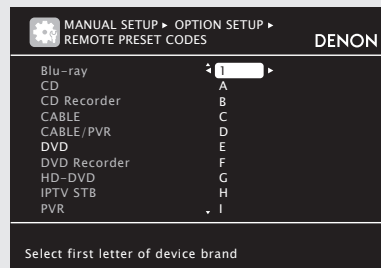 MANUAL SETUP ▸ OPTION SETUP ▸
REMOTE PRESET CODES
DENON
Blu-ray 1
CD A
CD Recorder B
CABLE C
CABLE/PVR D
DVD E
DVD Recorder F
HD-DVD G
IPTV STB H
PVR I
Select first letter of device brand